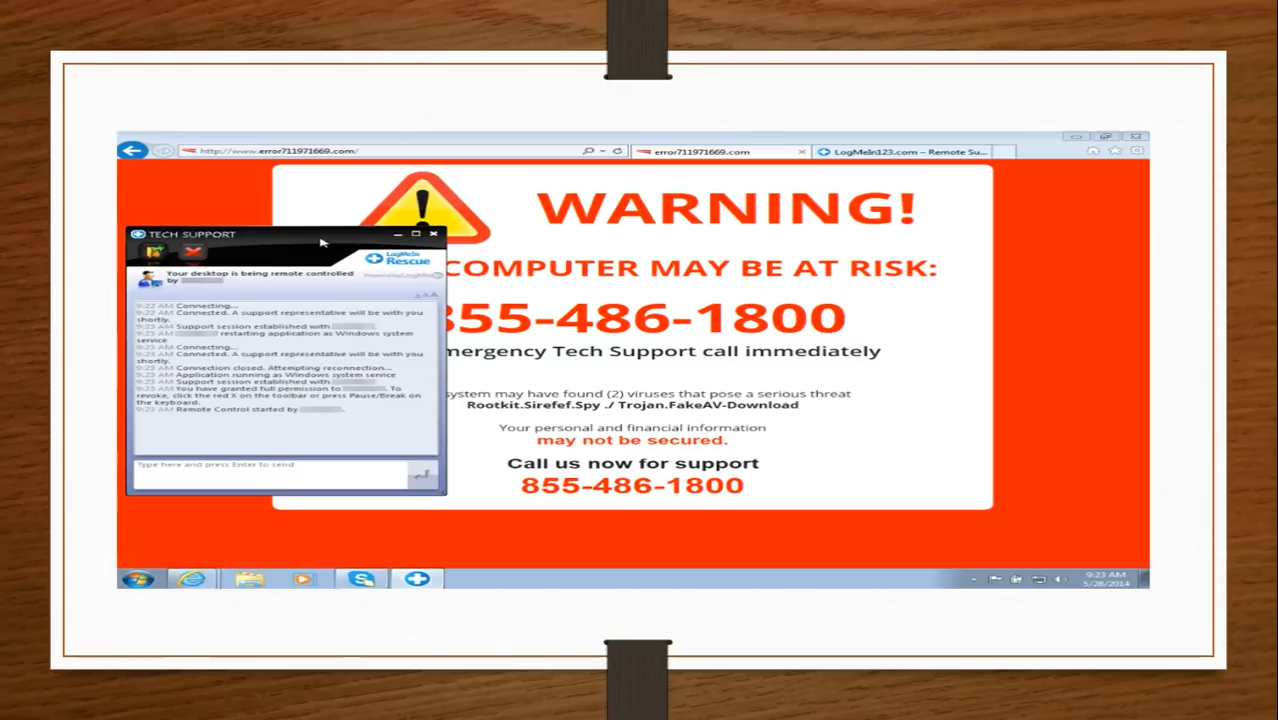 http://www.error711971669.com/
error711971669.com
LogMeIn123.com – Remote Su...
WARNING!
COMPUTER MAY BE AT RISK:
855-486-1800
mergency Tech Support call immediately
system may have found (2) viruses that pose a serious threat
Rootkit.Sirefef.Spy ./ Trojan.FakeAV-Download
Your personal and financial information
may not be secured.
Call us now for support
855-486-1800
TECH SUPPORT
LogMeIn
Rescue
Your desktop is being remote controlled
by
9:22 AM Connecting...
9:22 AM Connected. A support representative will be with you
shortly.
9:23 AM Support session established with
9:23 AM restarting application as Windows system
service
9:23 AM Connecting...
9:23 AM Connected. A support representative will be with you
shortly.
9:23 AM Connection closed. Attempting reconnection...
9:23 AM Application running as Windows system service
9:23 AM Support session established with
9:23 AM You have granted full permission to . To
revoke, click the red X on the toolbar or press Pause/Break on
the keyboard.
9:23 AM Remote Control started by .
Type here and press Enter to send
9:23 AM
5/28/2014